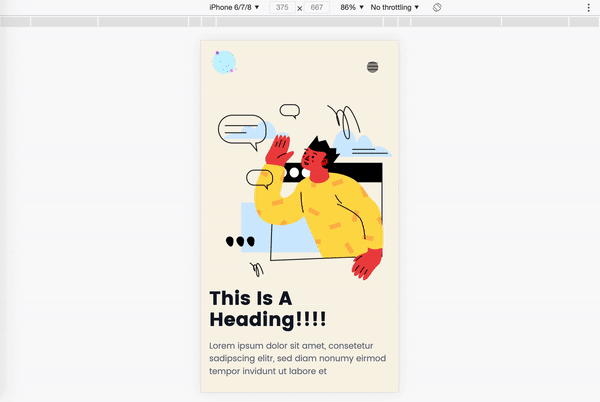 iPhone 6/7/8 ▼ 375 × 667 86% ▼ No throttling ▼
This Is A
Heading!!!!
Lorem ipsum dolor sit amet, consetetur
sadipscing elitr, sed diam nonumy eirmod
tempor invidunt ut labore et